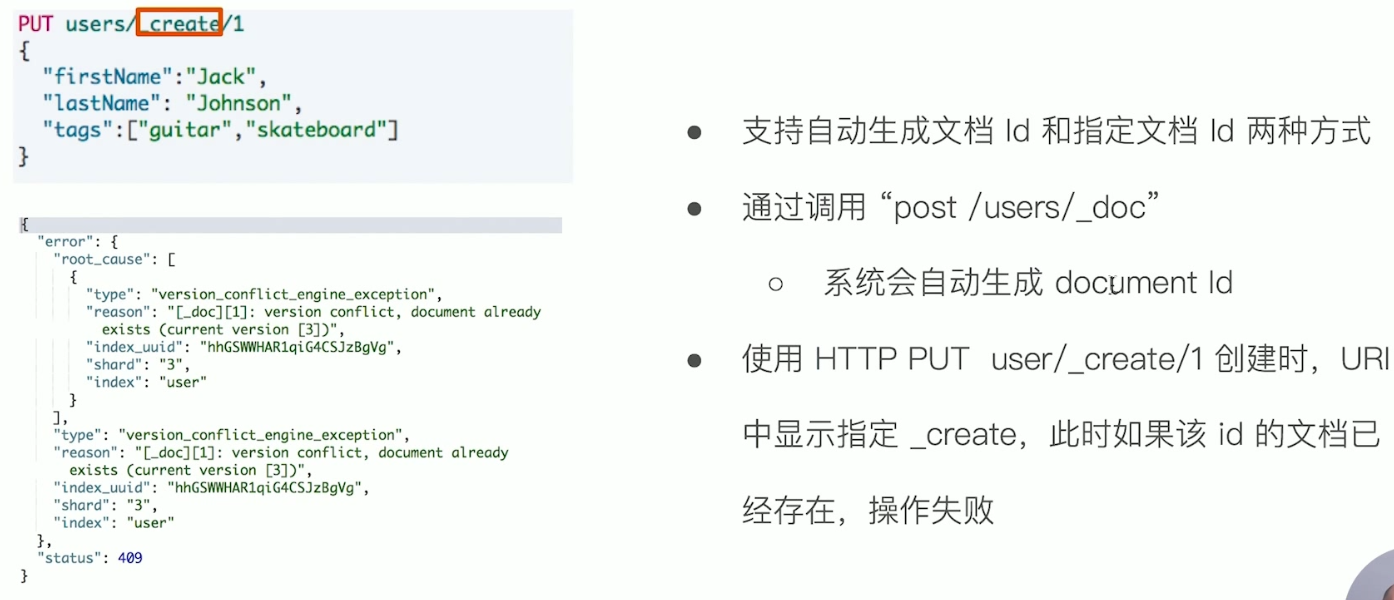 PUT users/_create/1
{
"firstName":"Jack",
"lastName": "Johnson",
"tags":["guitar","skateboard"]
}
{
"error": {
"root_cause": [
{
"type": "version_conflict_engine_exception",
"reason": "[_doc][1]: version conflict, document already
exists (current version [3])",
"index_uuid": "hhGSWWHAR1qiG4CSJzBgVg",
"shard": "3",
"index": "user"
}
],
"type": "version_conflict_engine_exception",
"reason": "[_doc][1]: version conflict, document already
exists (current version [3])",
"index_uuid": "hhGSWWHAR1qiG4CSJzBgVg",
"shard": "3",
"index": "user"
},
"status": 409
}
● 支持自动生成文档 Id 和指定文档 Id 两种方式
● 通过调用 “post /users/_doc”
○ 系统会自动生成 document Id
● 使用 HTTP PUT user/_create/1 创建时，URI
中显示指定 _create，此时如果该 id 的文档已
经存在，操作失败